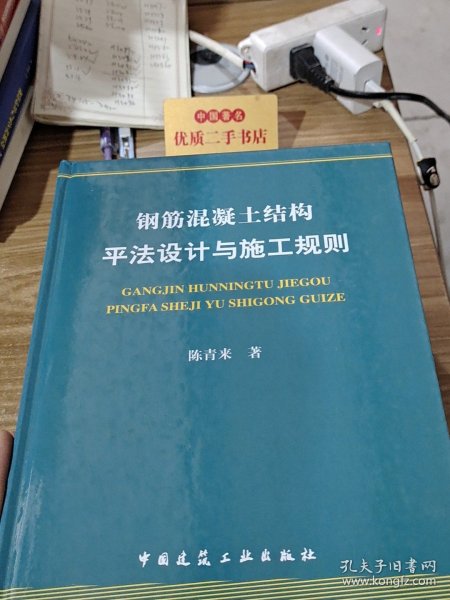 中国著名
优质二手书店
钢筋混凝土结构
平法设计与施工规则
GANGJIN HUNNINGTU JIEGOU
PINGFA SHEJI YU SHIGONG GUIZE
陈青来 著
中国建筑工业出版社
孔夫子旧书网
www.kongfz.com